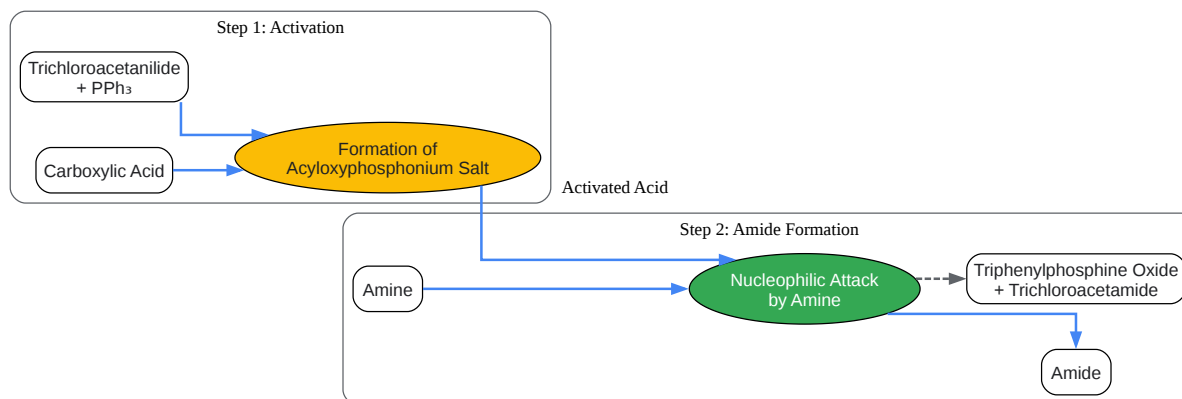 Step 1: Activation
Trichloroacetanilide
+ PPh₃
Carboxylic Acid
Formation of
Acyloxyphosphonium Salt
Activated Acid
Step 2: Amide Formation
Amine
Nucleophilic Attack
by Amine
Triphenylphosphine Oxide
+ Trichloroacetamide
Amide